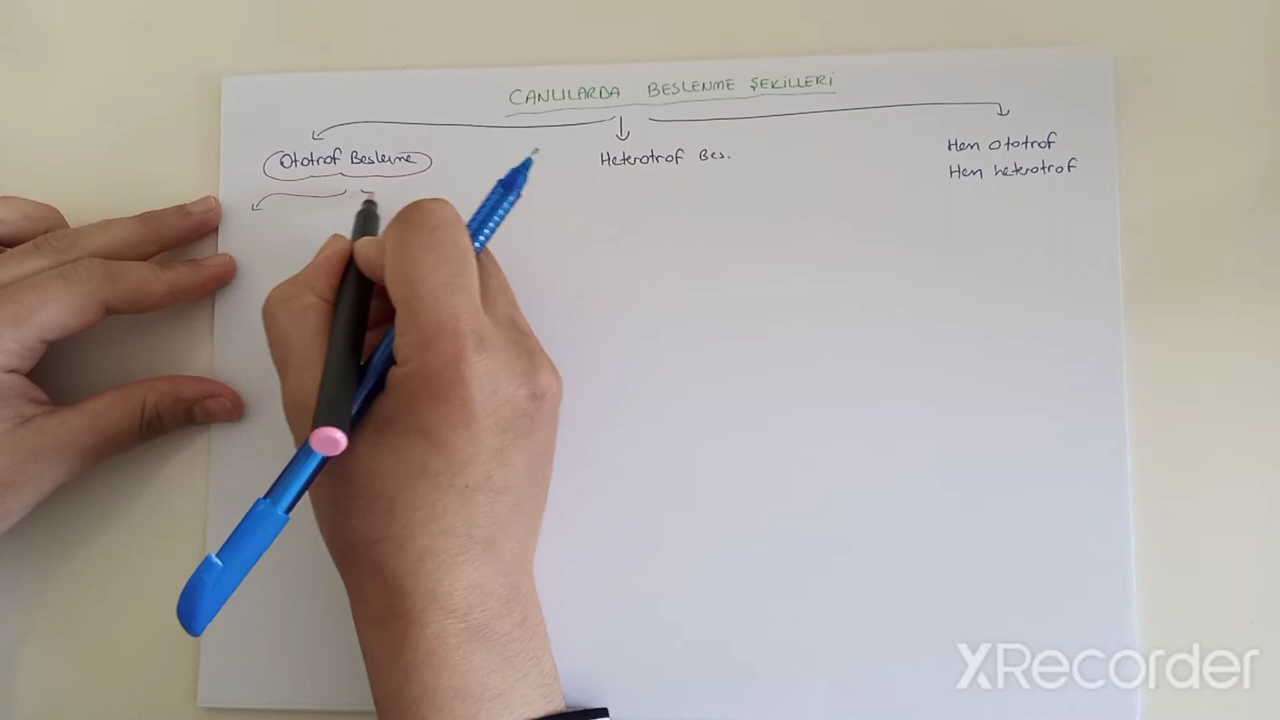 CANLILARDA BESLENME ŞEKİLLERİ
Ototrof Beslenme
Heterotrof Bes.
Hem Ototrof
Hem heterotrof
XRecorder